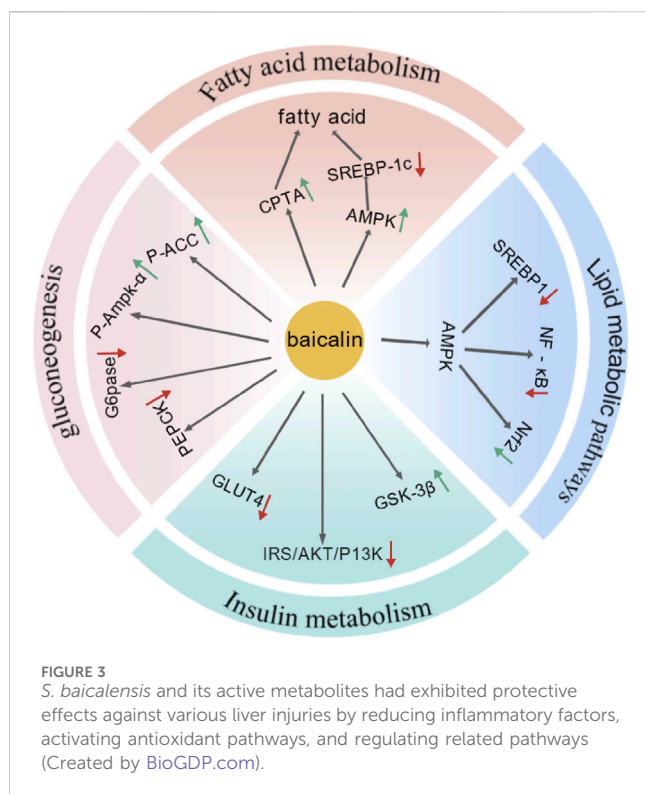 Fatty acid metabolism
fatty acid
SREBP-1c
CPTA
AMPK
gluconeogenesis
P-ACC
P-Ampk-α
G6pase
PEPCK
baicalin
Lipid metabolic pathways
AMPK
SREBP1
NF - κB
Nrf2
GLUT4
GSK-3β
IRS/AKT/P13K
Insulin metabolism
FIGURE 3
S. baicalensis and its active metabolites had exhibited protective
effects against various liver injuries by reducing inflammatory factors,
activating antioxidant pathways, and regulating related pathways
(Created by BioGDP.com).